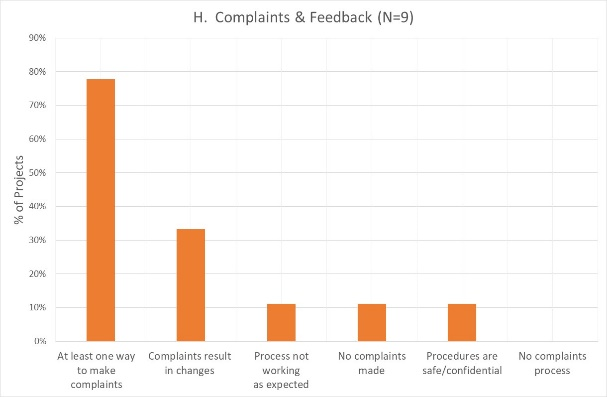 H. Complaints & Feedback (N=9)
90%
80%
70%
60%
50%
40%
30%
20%
10%
0%
% of Projects
At least one way
to make
complaints
Complaints result
in changes
Process not
working
as expected
No complaints
made
Procedures are
safe/confidential
No complaints
process